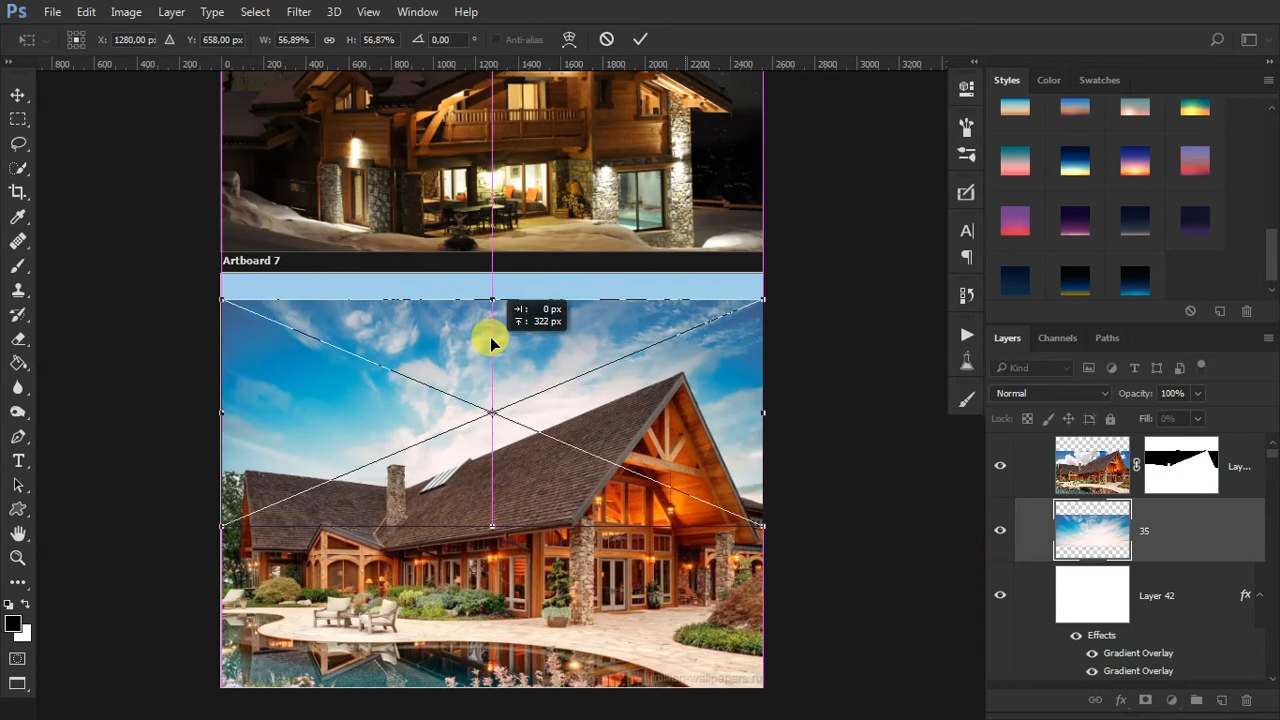 Ps File Edit Image Layer Type Select Filter 3D View Window Help
X: 1280,00 px Y: 658,00 px W: 56,89% H: 56,87% 0,00 ° Anti-alias
800 600 400 200 0 200 400 600 800 1000 1200 1400 1600 1800 2000 2200 2400 2600 2800 3000 3200
Styles Color Swatches
Artboard 7
0 px
322 px
Layers Channels Paths
Kind
Normal Opacity: 100%
Lock: Fill: 0%
Lay...
35
Layer 42 fx
Effects
Gradient Overlay
Gradient Overlay
million-wallpapers.ru